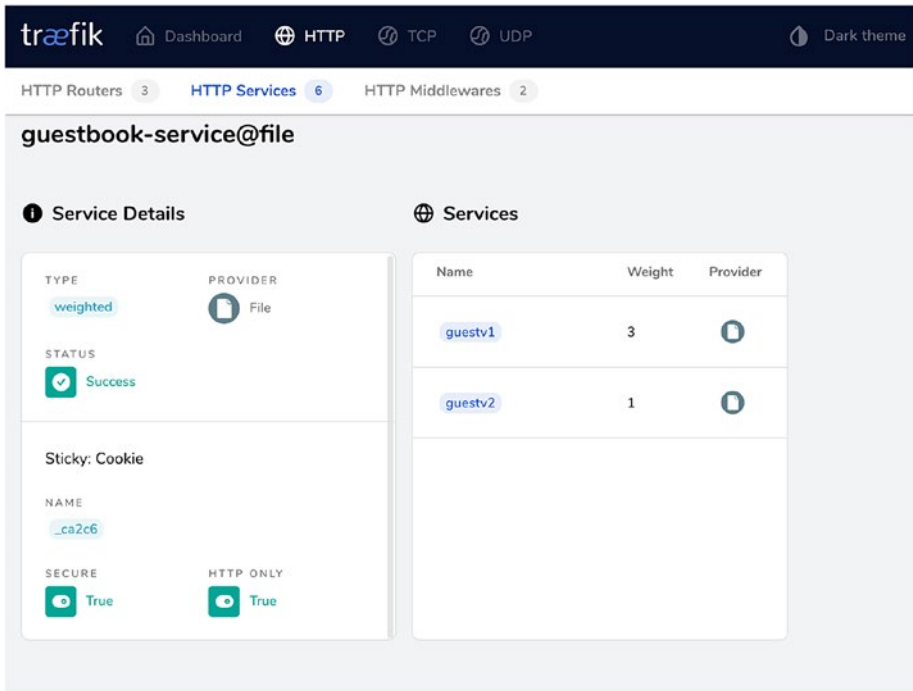 træfik Dashboard HTTP TCP UDP Dark theme
HTTP Routers 3 HTTP Services 6 HTTP Middlewares 2
guestbook-service@file
Service Details
TYPE PROVIDER
weighted File
STATUS
Success
Sticky: Cookie
NAME
_ca2c6
SECURE HTTP ONLY
True True
Services
Name Weight Provider
guestv1 3
guestv2 1